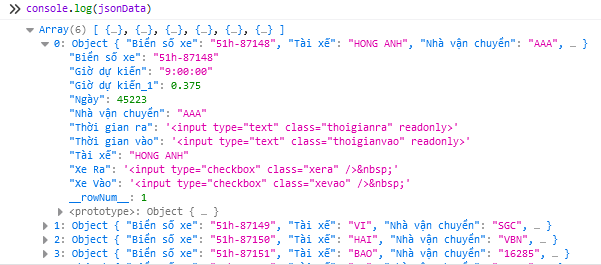 console.log(jsonData)
Array(6) [ {…}, {…}, {…}, {…}, {…}, {…} ]
0: Object { "Biển số xe": "51h-87148", "Tài xế": "HONG ANH", "Nhà vận chuyển": "AAA", … }
"Biển số xe": "51h-87148"
"Giờ dự kiến": "9:00:00"
"Giờ dự kiến_1": 0.375
"Ngày": 45223
"Nhà vận chuyển": "AAA"
"Thời gian ra": '<input type="text" class="thoigianra" readonly>'
"Thời gian vào": '<input type="text" class="thoigianvao" readonly>'
"Tài xế": "HONG ANH"
"Xe Ra": '<input type="checkbox" class="xera" />&nbsp;'
"Xe Vào": '<input type="checkbox" class="xevao" />&nbsp;'
__rowNum__: 1
<prototype>: Object { … }
1: Object { "Biển số xe": "51h-87149", "Tài xế": "VI", "Nhà vận chuyển": "SGC", … }
2: Object { "Biển số xe": "51h-87150", "Tài xế": "HAI", "Nhà vận chuyển": "VBN", … }
3: Object { "Biển số xe": "51h-87151", "Tài xế": "BAO", "Nhà vận chuyển": "16285", … }